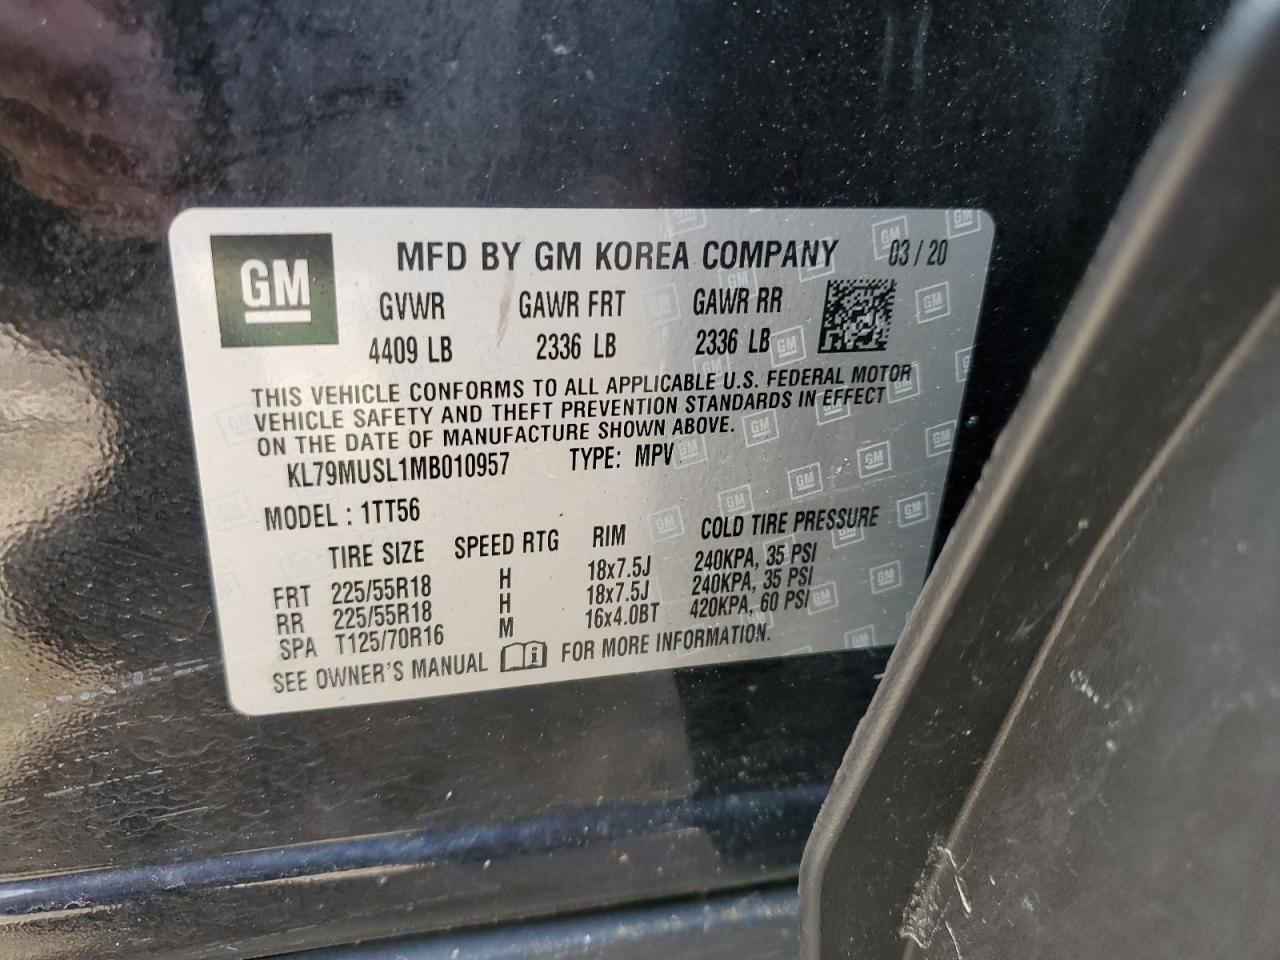 GM
MFD BY GM KOREA COMPANY 03 / 20
GVWR GAWR FRT GAWR RR
4409 LB 2336 LB 2336 LB
THIS VEHICLE CONFORMS TO ALL APPLICABLE U.S. FEDERAL MOTOR
VEHICLE SAFETY AND THEFT PREVENTION STANDARDS IN EFFECT
ON THE DATE OF MANUFACTURE SHOWN ABOVE.
KL79MUSL1MB010957 TYPE: MPV
MODEL : 1TT56
TIRE SIZE SPEED RTG RIM COLD TIRE PRESSURE
FRT 225/55R18 H 18x7.5J 240KPA, 35 PSI
RR 225/55R18 H 18x7.5J 240KPA, 35 PSI
SPA T125/70R16 M 16x4.0BT 420KPA, 60 PSI
SEE OWNER'S MANUAL i FOR MORE INFORMATION.